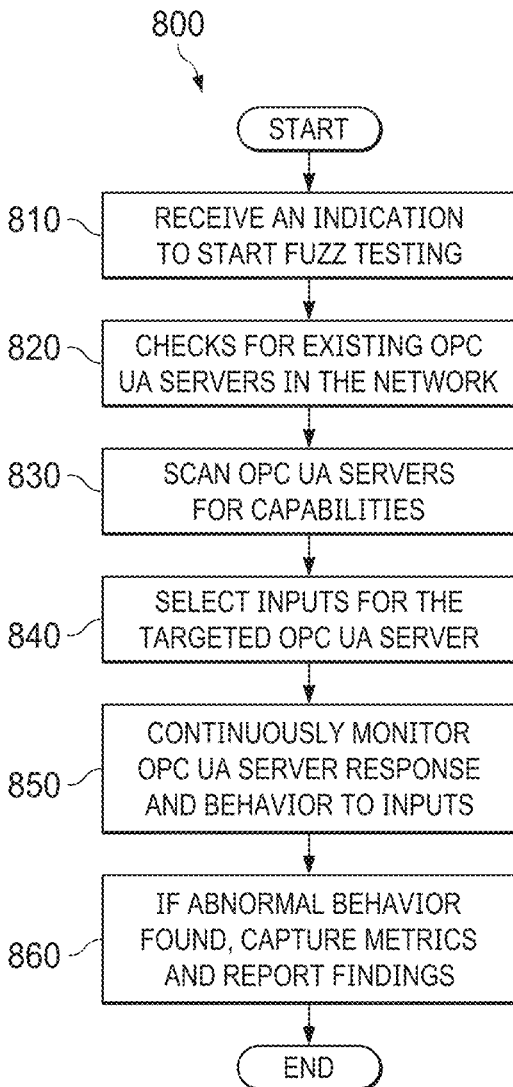 800
START
810
RECEIVE AN INDICATION
TO START FUZZ TESTING
820
CHECKS FOR EXISTING OPC
UA SERVERS IN THE NETWORK
830
SCAN OPC UA SERVERS
FOR CAPABILITIES
840
SELECT INPUTS FOR THE
TARGETED OPC UA SERVER
850
CONTINUOUSLY MONITOR
OPC UA SERVER RESPONSE
AND BEHAVIOR TO INPUTS
860
IF ABNORMAL BEHAVIOR
FOUND, CAPTURE METRICS
AND REPORT FINDINGS
END